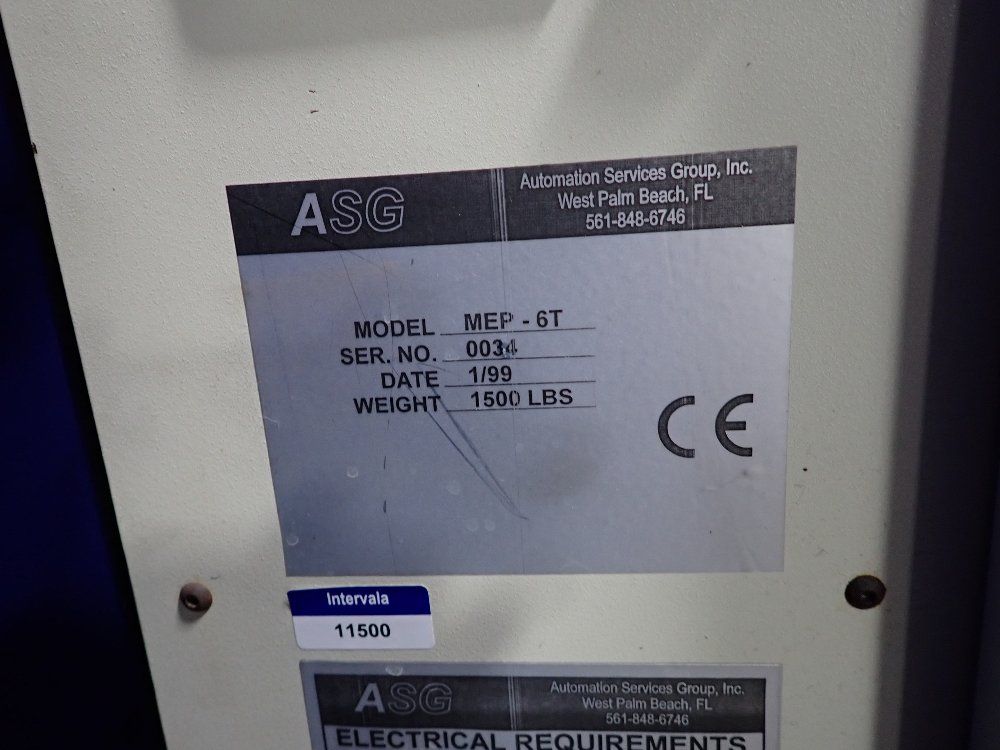 ASG
Automation Services Group, Inc.
West Palm Beach, FL
561-848-6746
MODEL MEP - 6T
SER. NO. 0034
DATE 1/99
WEIGHT 1500 LBS
CE
Intervala
11500
ASG
Automation Services Group, Inc.
West Palm Beach, FL
561-848-6746
ELECTRICAL REQUIREMENTS